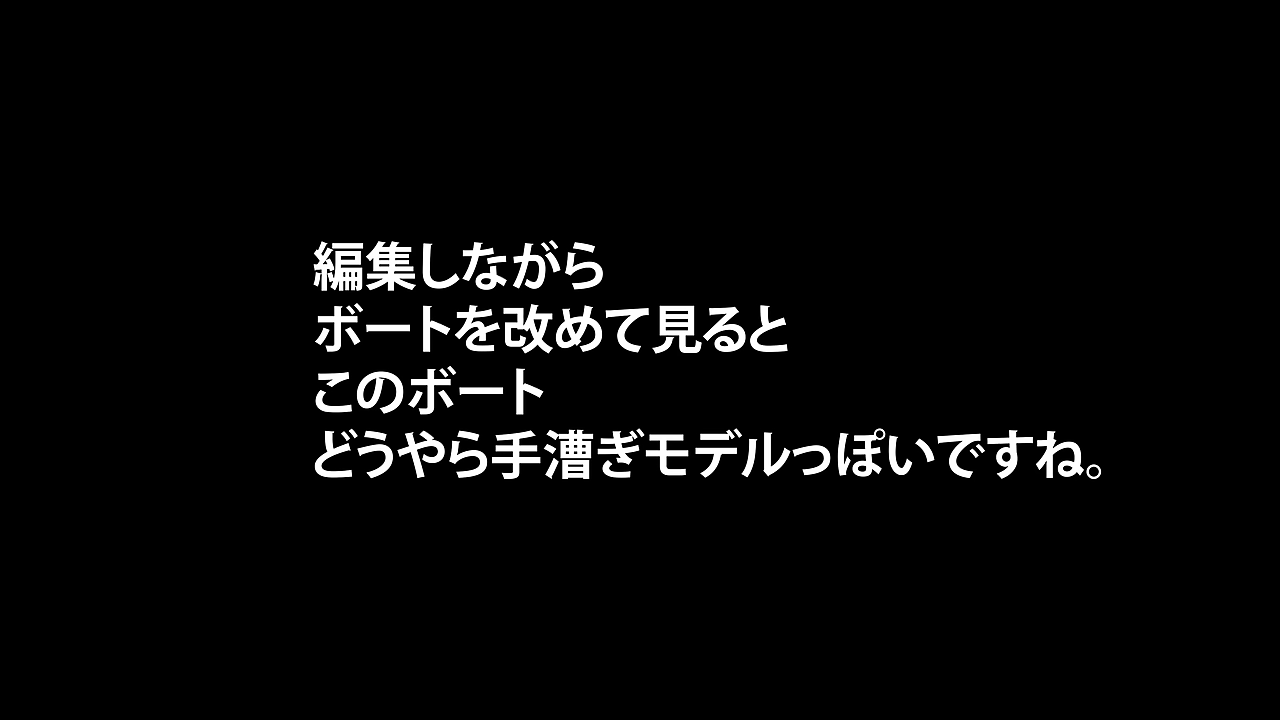 編集しながら
ボートを改めて見ると
このボート
どうやら手漕ぎモデルっぽいですね。